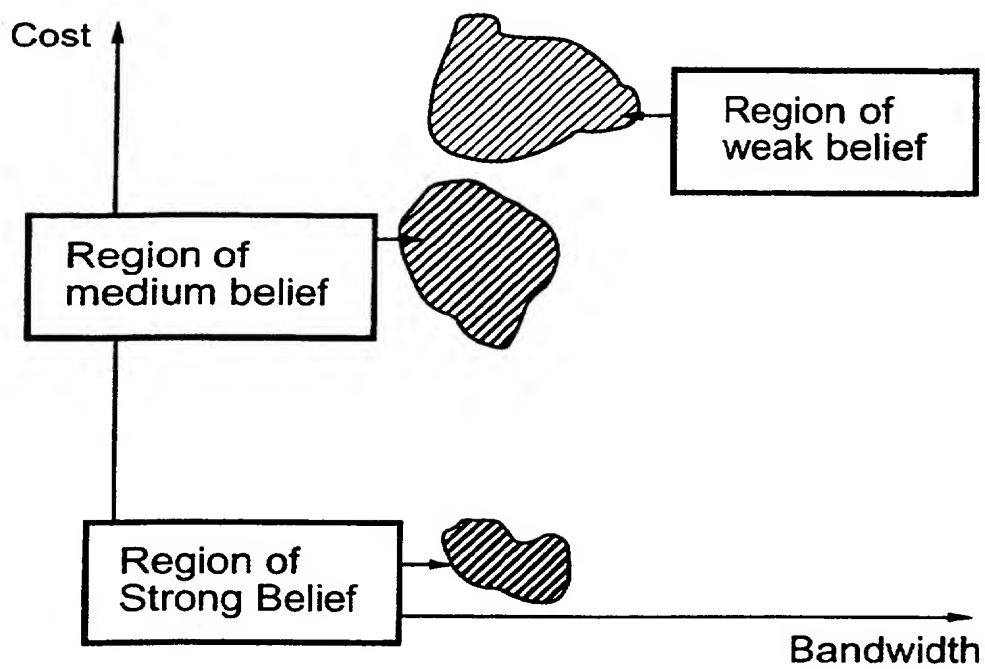 Cost
Region of
weak belief
Region of
medium belief
Region of
Strong Belief
Bandwidth